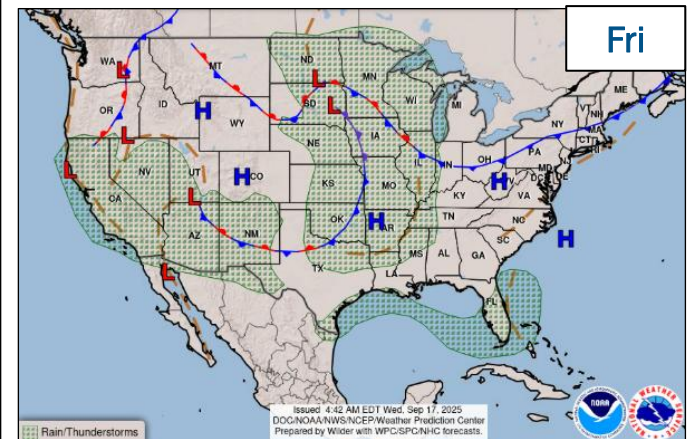 Fri
WA
MT
ND
MN
ME
OR
ID
SD
WI
MI
VT
NH
WY
NY
MA
CT
RI
IA
NE
PA
NJ
IL
IN
OH
MD
DE
DC
NV
UT
CO
KS
MO
KY
WV
VA
CA
AZ
NM
OK
AR
TN
NC
SC
TX
LA
MS
AL
GA
FL
L
L
L
L
L
L
L
L
H
H
H
H
H
Issued 4:42 AM EDT Wed, Sep 17, 2025
DOC/NOAA/NWS/NCEP/Weather Prediction Center
Prepared by Wilder with WPC/SPC/NHC forecasts.
Rain/Thunderstorms
NOAA
NATIONAL WEATHER SERVICE